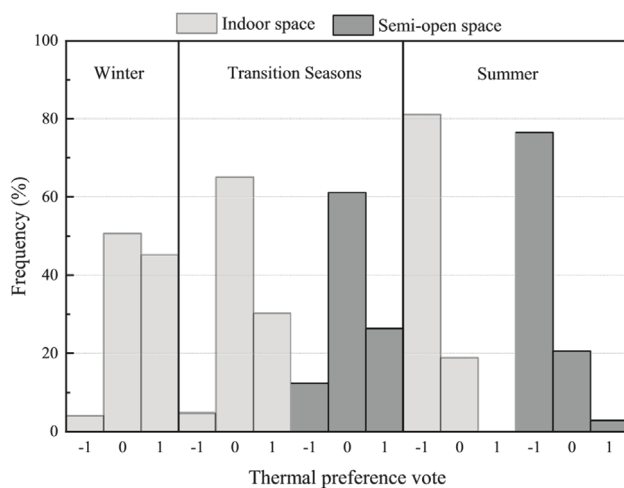 Indoor space Semi-open space
Winter Transition Seasons Summer
Frequency (%)
100
80
60
40
20
0
-1 0 1 -1 0 1 -1 0 1 -1 0 1 -1 0 1
Thermal preference vote